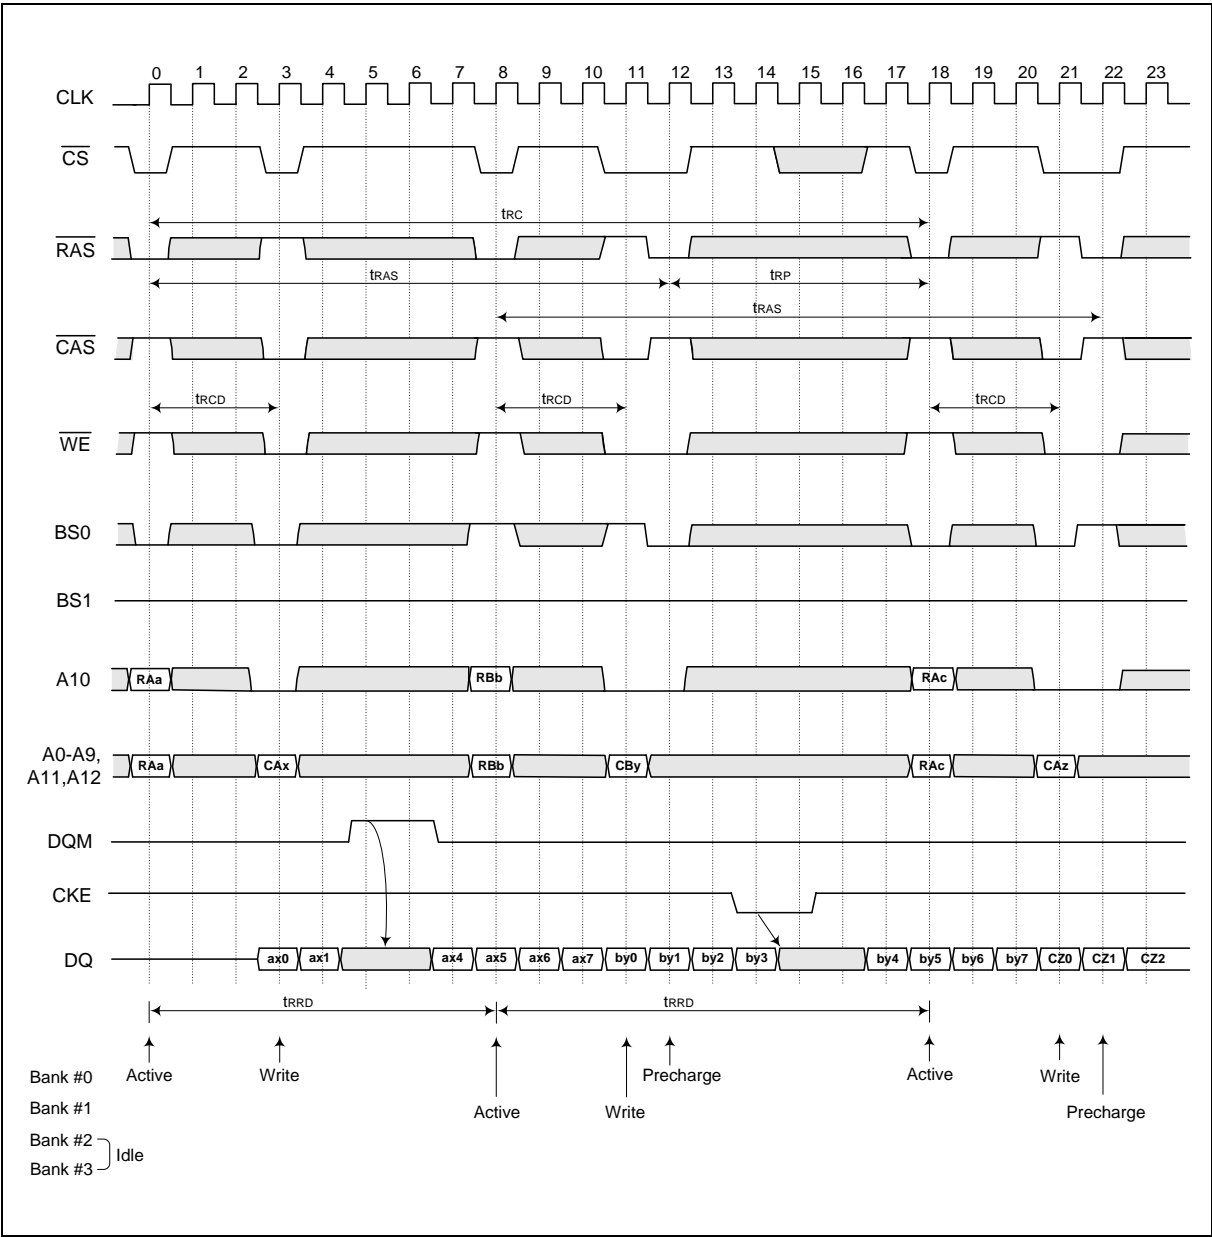 0 1 2 3 4 5 6 7 8 9 10 11 12 13 14 15 16 17 18 19 20 21 22 23
CLK
CS
tRC
RAS
tRAS tRP
tRAS
CAS
tRCD tRCD tRCD
WE
BS0
BS1
A10 RAa RBb RAc
A0-A9,
A11,A12
RAa CAx RBb CBy RAc CAz
DQM
CKE
DQ ax0 ax1 ax4 ax5 ax6 ax7 by0 by1 by2 by3 by4 by5 by6 by7 CZ0 CZ1 CZ2
tRRD tRRD
Bank #0 Active Write Precharge Active Write
Bank #1 Active Write Precharge
Bank #2
Idle
Bank #3